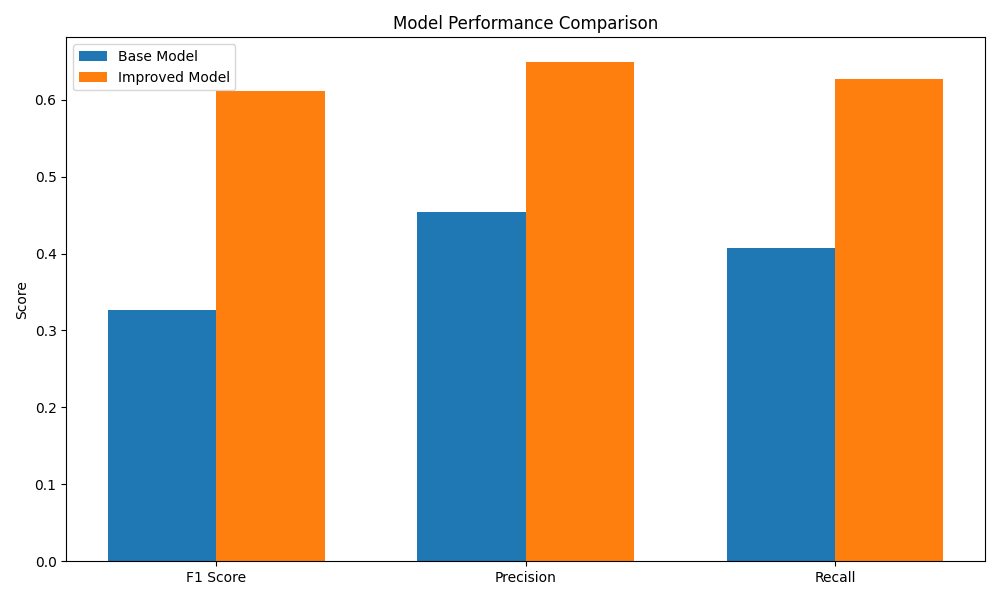 Model Performance Comparison
Base Model
Improved Model
Score
0.6
0.5
0.4
0.3
0.2
0.1
0.0
F1 Score
Precision
Recall